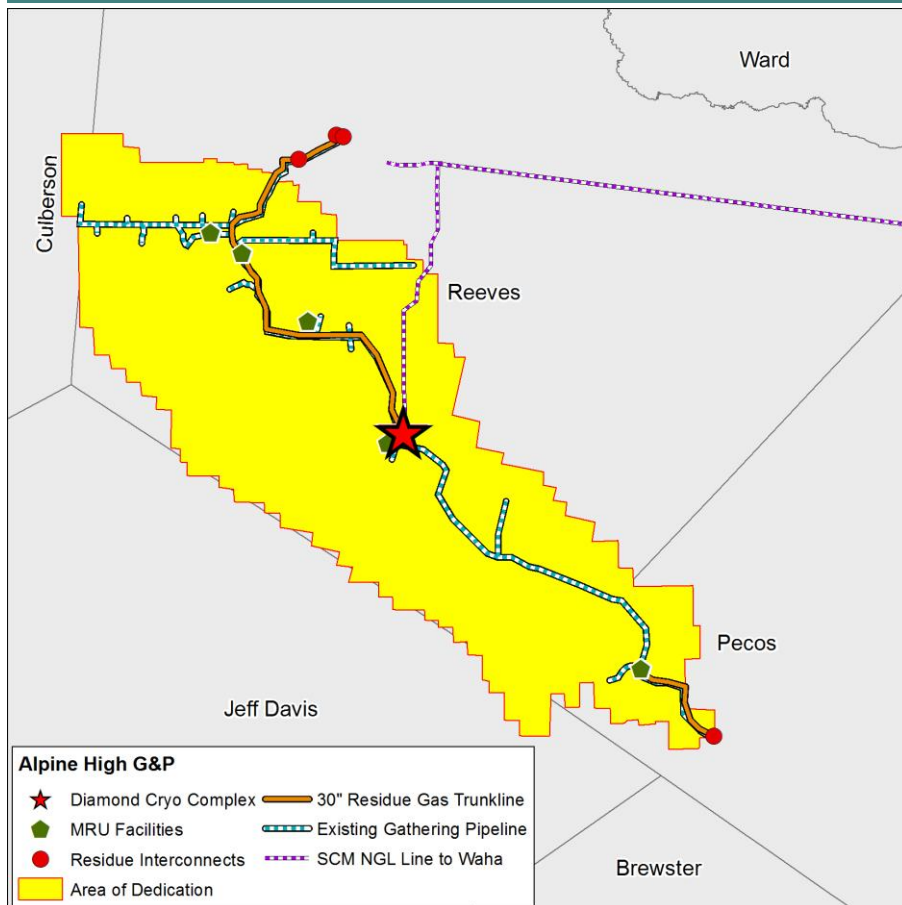 Ward
Culberson
Reeves
Pecos
Jeff Davis
Alpine High G&P
Diamond Cryo Complex
30" Residue Gas Trunkline
MRU Facilities
Existing Gathering Pipeline
Residue Interconnects
SCM NGL Line to Waha
Area of Dedication
Brewster